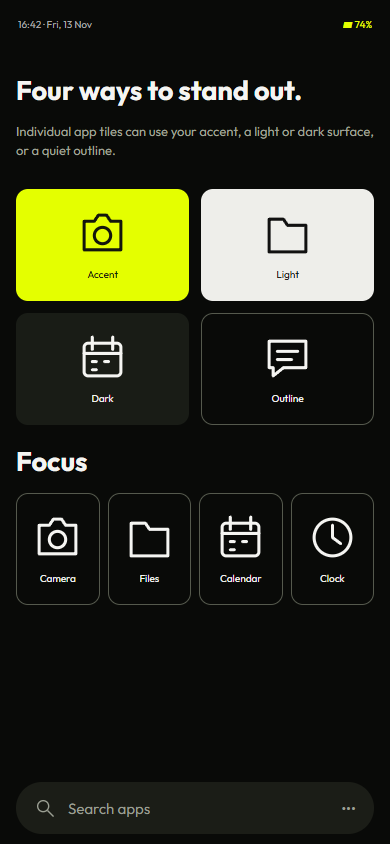 16:42 · Fri, 13 Nov
74%
Four ways to stand out.
Individual app tiles can use your accent, a light or dark surface,
or a quiet outline.
Accent
Light
Dark
Outline
Focus
Camera
Files
Calendar
Clock
Search apps